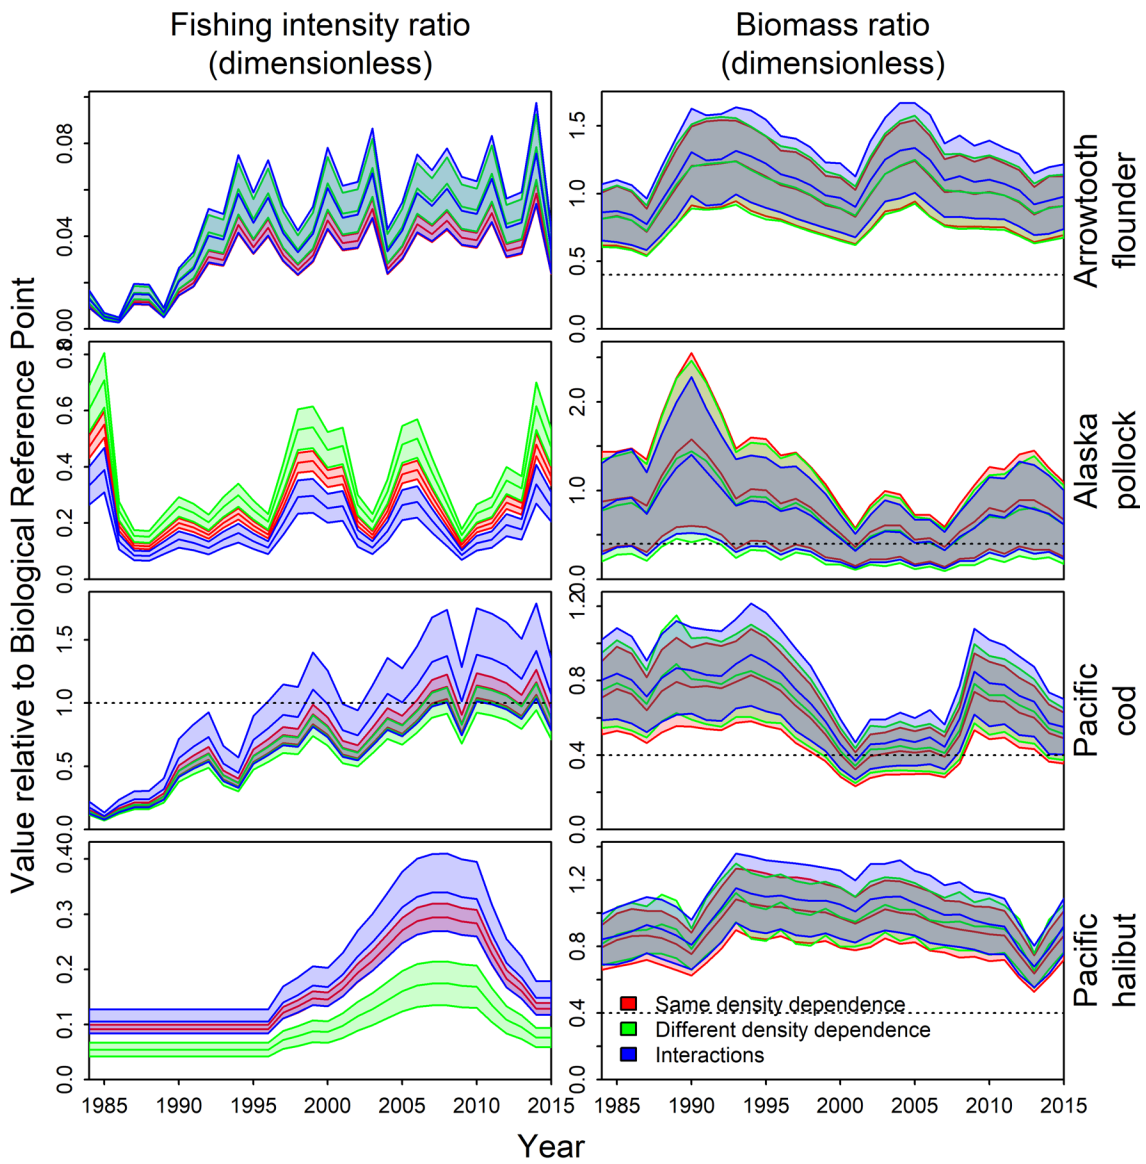 Fishing intensity ratio
(dimensionless)
Biomass ratio
(dimensionless)
Value relative to Biological Reference Point
0.00
0.04
0.08
0.0
0.5
1.0
1.5
Arrowtooth
flounder
0.0
0.2
0.4
0.6
0.8
0.0
1.0
2.0
Alaska
pollock
0.0
0.5
1.0
1.5
0.0
0.4
0.8
1.20
Pacific
cod
0.0
0.1
0.2
0.3
0.40
0.0
0.4
0.8
1.2
Pacific
halibut
Same density dependence
Different density dependence
Interactions
1985 1990 1995 2000 2005 2010 2015
1985 1990 1995 2000 2005 2010 2015
Year